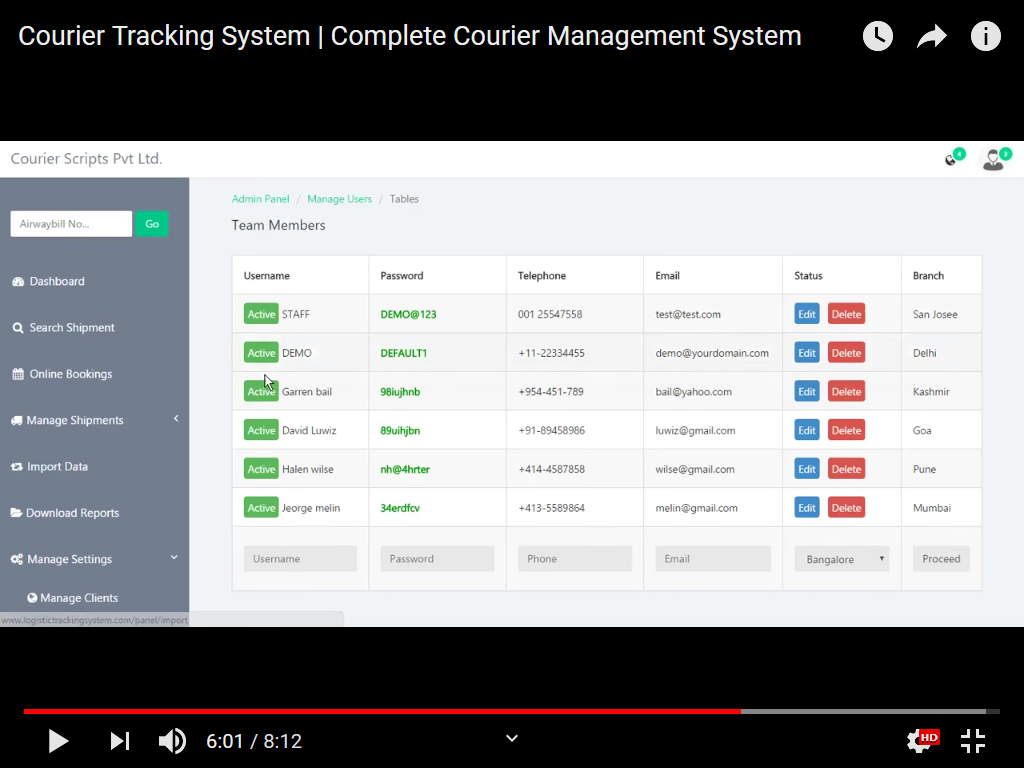 Courier Tracking System | Complete Courier Management System
Courier Scripts Pvt Ltd.
4
3
Airwaybill No...
Go
Dashboard
Search Shipment
Online Bookings
Manage Shipments
Import Data
Download Reports
Manage Settings
Manage Clients
www.logistictrackingsystem.com/panel/import
Admin Panel / Manage Users / Tables
Team Members
Username Password Telephone Email Status Branch
Active STAFF DEMO@123 001 25547558 test@test.com Edit Delete San Josee
Active DEMO DEFAULT1 +11-22334455 demo@yourdomain.com Edit Delete Delhi
Active Garren bail 98iujhnb +954-451-789 bail@yahoo.com Edit Delete Kashmir
Active David Luwiz 89uihjbn +91-89458986 luwiz@gmail.com Edit Delete Goa
Active Halen wilse nh@4hrter +414-4587858 wilse@gmail.com Edit Delete Pune
Active Jeorge melin 34erdfcv +413-5589864 melin@gmail.com Edit Delete Mumbai
Username Password Phone Email Bangalore Proceed
6:01 / 8:12
HD